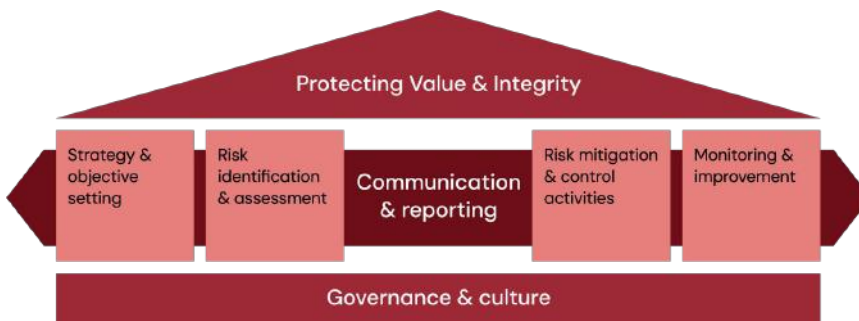 Protecting Value & Integrity
Strategy &
objective
setting
Risk
identification
& assessment
Communication
& reporting
Risk mitigation
& control
activities
Monitoring &
improvement
Governance & culture